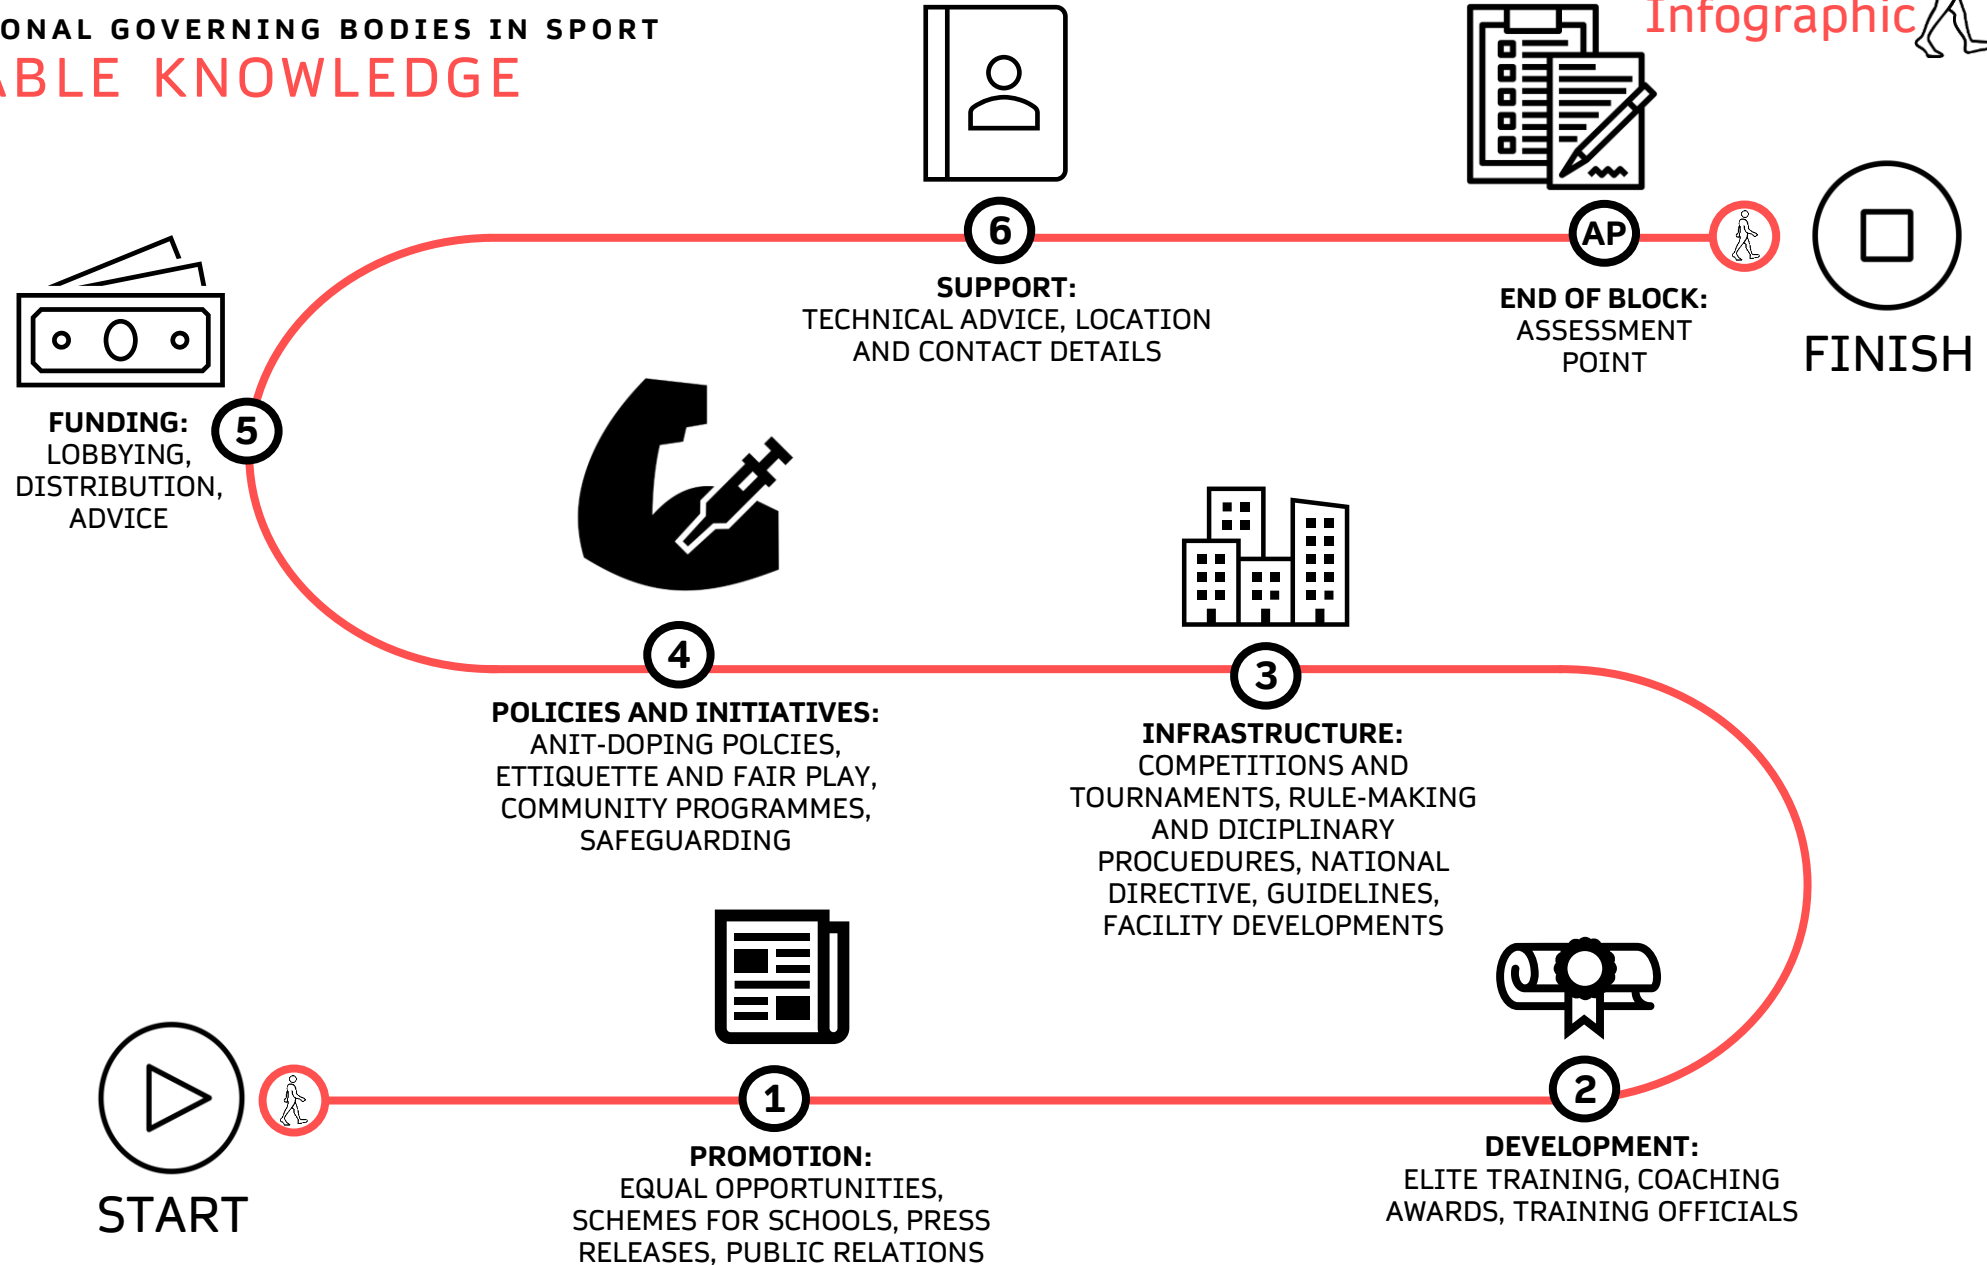 ONAL GOVERNING BODIES IN SPORT
ABLE KNOWLEDGE
Infographic
6
SUPPORT:
TECHNICAL ADVICE, LOCATION
AND CONTACT DETAILS
AP
END OF BLOCK:
ASSESSMENT
POINT
FINISH
5
FUNDING:
LOBBYING,
DISTRIBUTION,
ADVICE
4
POLICIES AND INITIATIVES:
ANIT-DOPING POLCIES,
ETTIQUETTE AND FAIR PLAY,
COMMUNITY PROGRAMMES,
SAFEGUARDING
3
INFRASTRUCTURE:
COMPETITIONS AND
TOURNAMENTS, RULE-MAKING
AND DICIPLINARY
PROCUEDURES, NATIONAL
DIRECTIVE, GUIDELINES,
FACILITY DEVELOPMENTS
START
1
PROMOTION:
EQUAL OPPORTUNITIES,
SCHEMES FOR SCHOOLS, PRESS
RELEASES, PUBLIC RELATIONS
2
DEVELOPMENT:
ELITE TRAINING, COACHING
AWARDS, TRAINING OFFICIALS